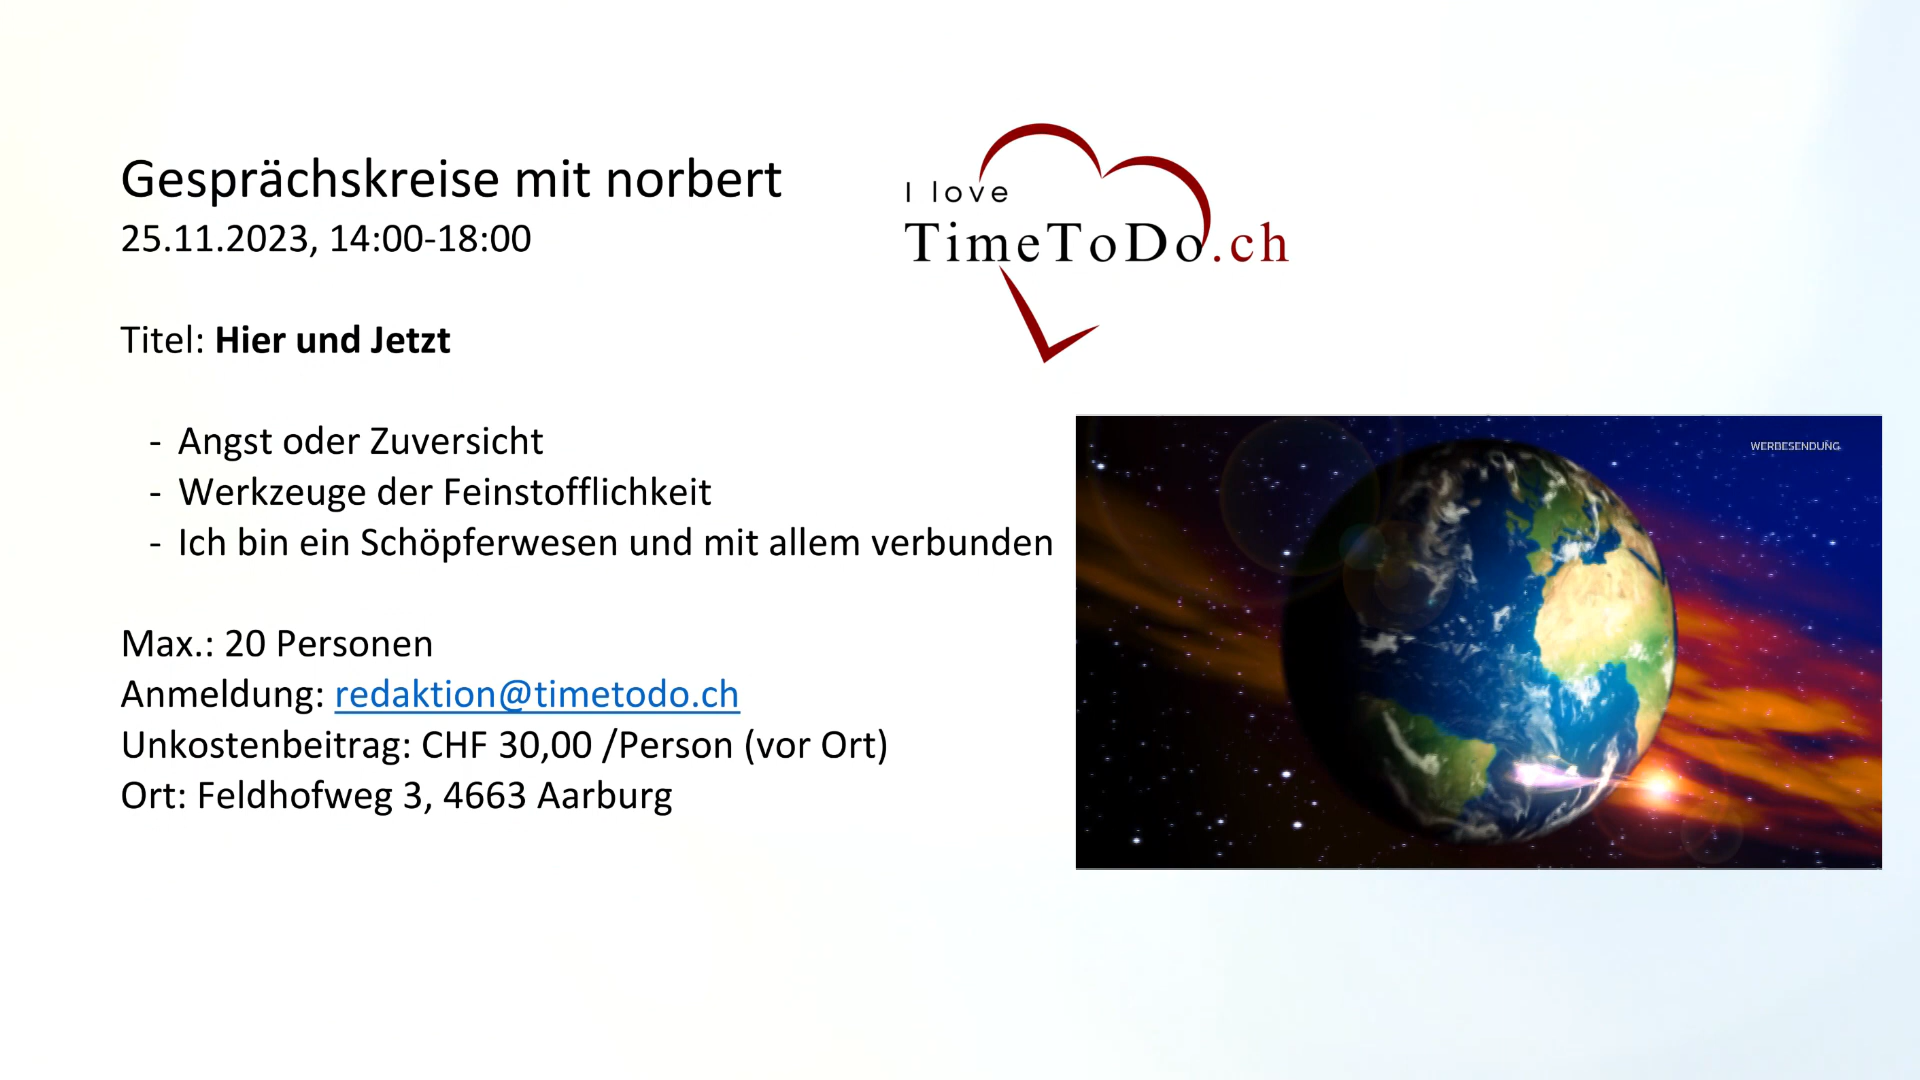 Gesprächskreise mit norbert
25.11.2023, 14:00-18:00
I love
TimeToDo.ch
Titel: Hier und Jetzt
- Angst oder Zuversicht
- Werkzeuge der Feinstofflichkeit
- Ich bin ein Schöpferwesen und mit allem verbunden
WERBESENDUNG
Max.: 20 Personen
Anmeldung: redaktion@timetodo.ch
Unkostenbeitrag: CHF 30,00 /Person (vor Ort)
Ort: Feldhofweg 3, 4663 Aarburg